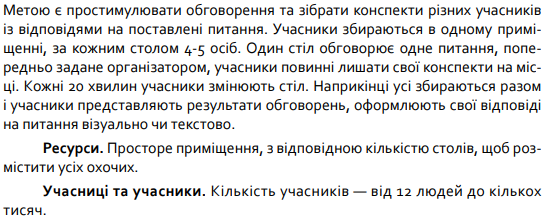 Метою є простимулювати обговорення та зібрати конспекти різних учасників
із відповідями на поставлені питання. Учасники збираються в одному примі-
щенні, за кожним столом 4-5 осіб. Один стіл обговорює одне питання, попе-
редньо задане організатором, учасники повинні лишати свої конспекти на міс-
ці. Кожні 20 хвилин учасники змінюють стіл. Наприкінці усі збираються разом
і учасники представляють результати обговорень, оформлюють свої відповіді
на питання візуально чи текстово.
Ресурси. Просторе приміщення, з відповідною кількістю столів, щоб роз-
містити усіх охочих.
Учасниці та учасники. Кількість учасників — від 12 людей до кількох
тисяч.